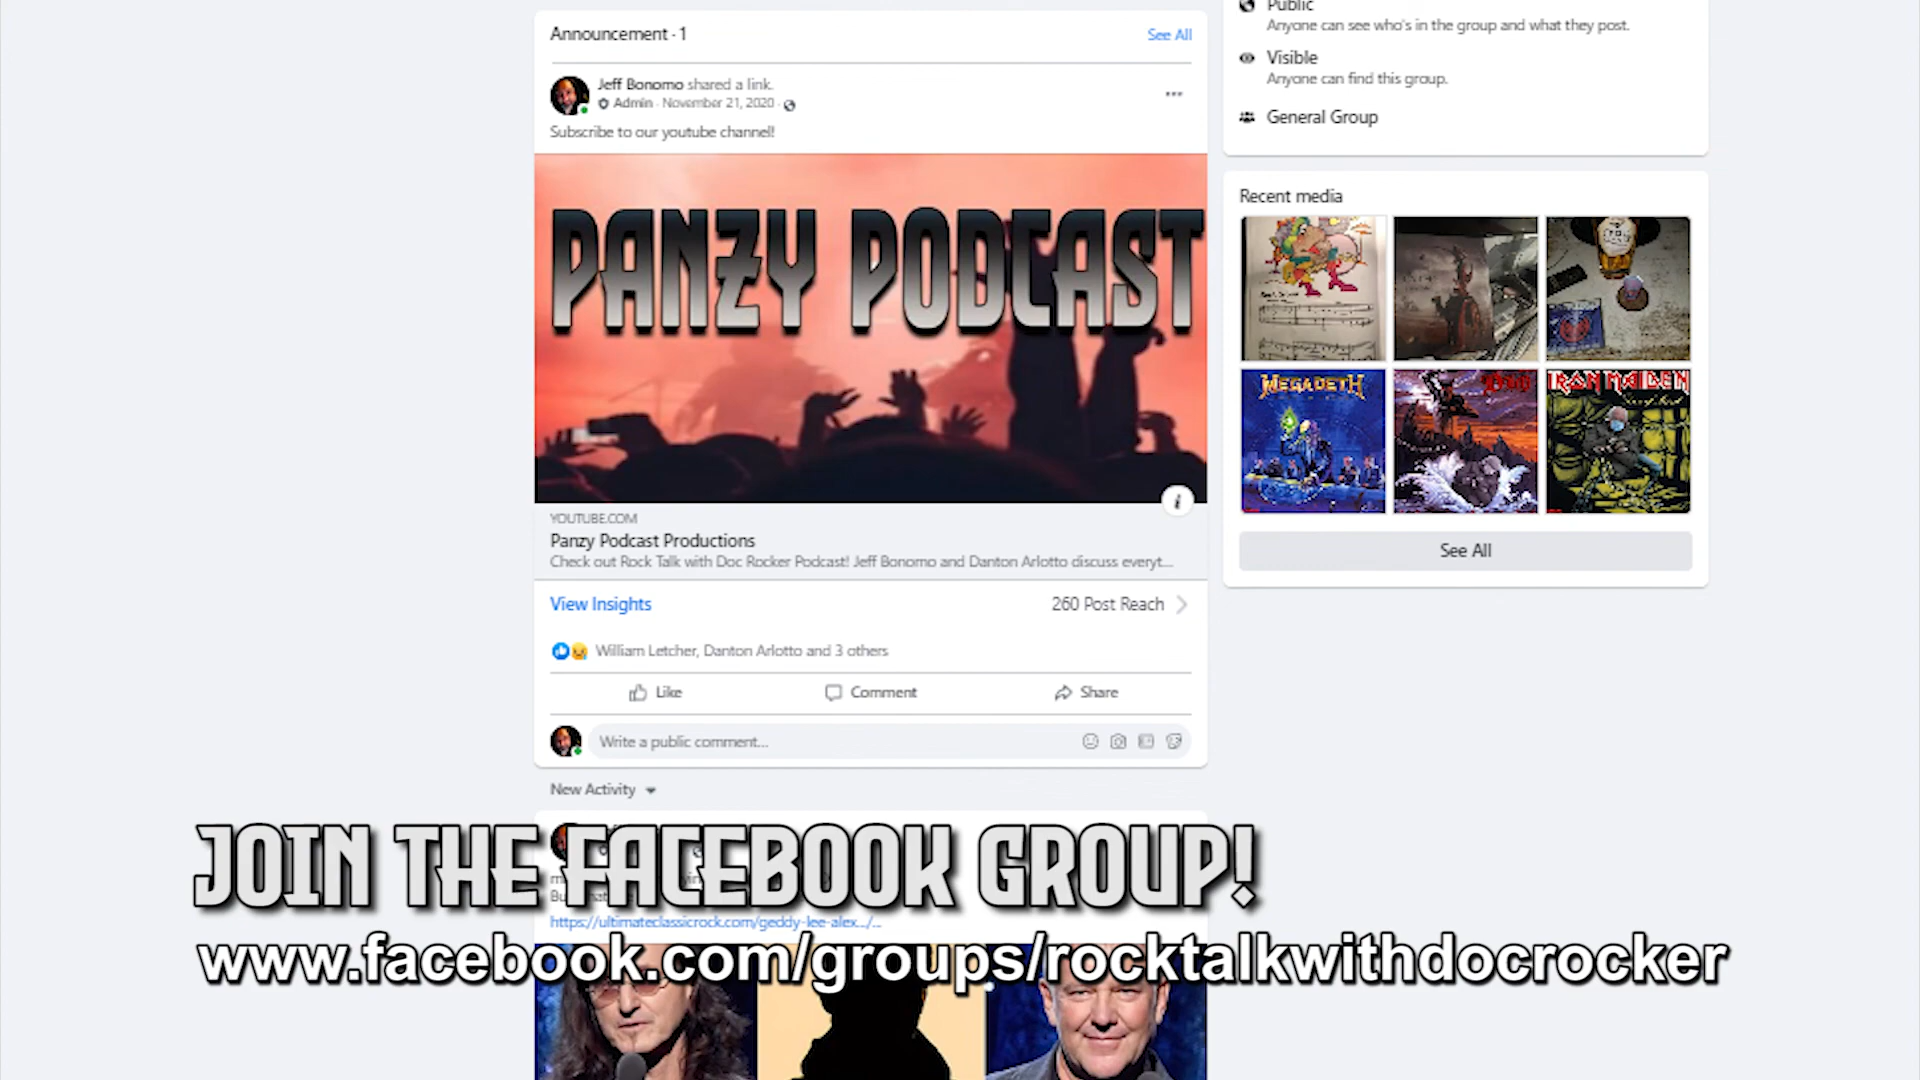 Announcement · 1
See All
Jeff Bonomo shared a link.
Admin · November 21, 2020 ·
Subscribe to our youtube channel!
PANZY PODCAST
YOUTUBE.COM
Panzy Podcast Productions
Check out Rock Talk with Doc Rocker Podcast! Jeff Bonomo and Danton Arlotto discuss everyt...
View Insights
260 Post Reach
William Letcher, Danton Arlotto and 3 others
Like
Comment
Share
Write a public comment...
New Activity
https://ultimateclassicrock.com/geddy-lee-alex.../...
Public
Anyone can see who's in the group and what they post.
Visible
Anyone can find this group.
General Group
Recent media
MEGADETH
DIO
IRON MAIDEN
See All
JOIN THE FACEBOOK GROUP!
www.facebook.com/groups/rocktalkwithdocrocker